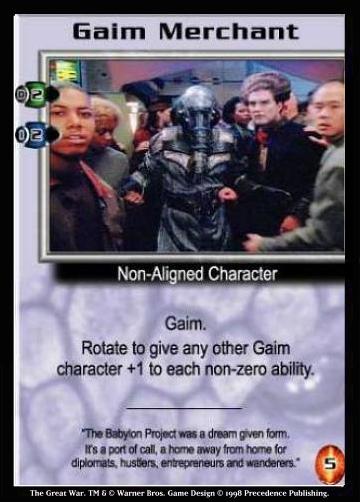 Gaim Merchant
2
2
Non-Aligned Character
Gaim.
Rotate to give any other Gaim
character +1 to each non-zero ability.
"The Babylon Project was a dream given form.
It's a port of call, a home away from home for
diplomats, hustlers, entrepreneurs and wanderers."
5
The Great War. TM & © Warner Bros. Game Design © 1998 Precedence Publishing.